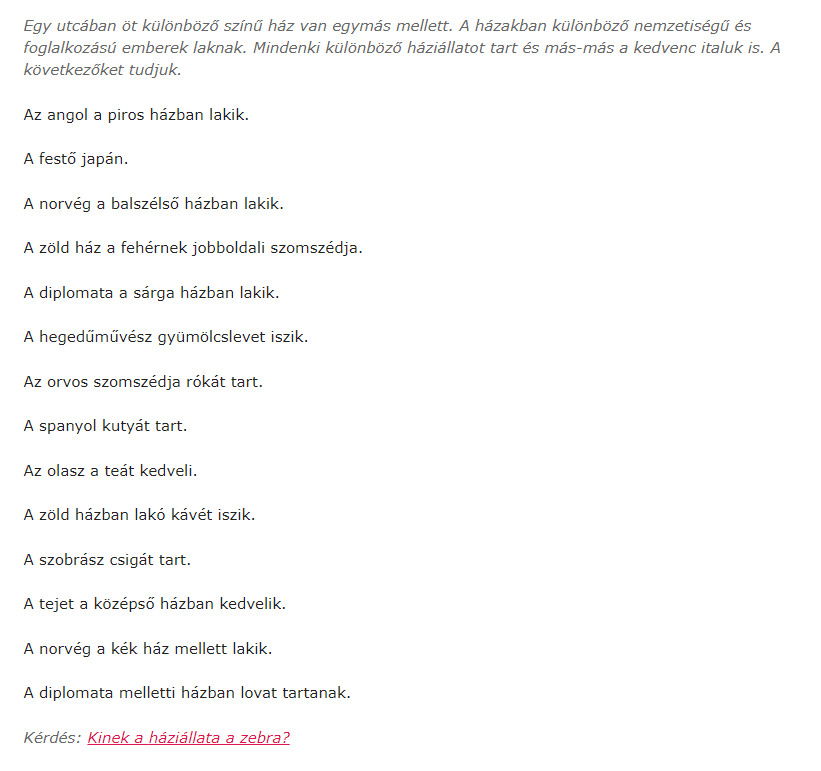 Egy utcában öt különböző színű ház van egymás mellett. A házakban különböző nemzetiségű és
foglalkozású emberek laknak. Mindenki különböző háziállatot tart és más-más a kedvenc italuk is. A
következőket tudjuk.
Az angol a piros házban lakik.
A festő japán.
A norvég a balszélső házban lakik.
A zöld ház a fehérnek jobboldali szomszédja.
A diplomata a sárga házban lakik.
A hegedűművész gyümölcslevet iszik.
Az orvos szomszédja rókát tart.
A spanyol kutyát tart.
Az olasz a teát kedveli.
A zöld házban lakó kávét iszik.
A szobrász csigát tart.
A tejet a középső házban kedvelik.
A norvég a kék ház mellett lakik.
A diplomata melletti házban lovat tartanak.
Kérdés: Kinek a háziállata a zebra?